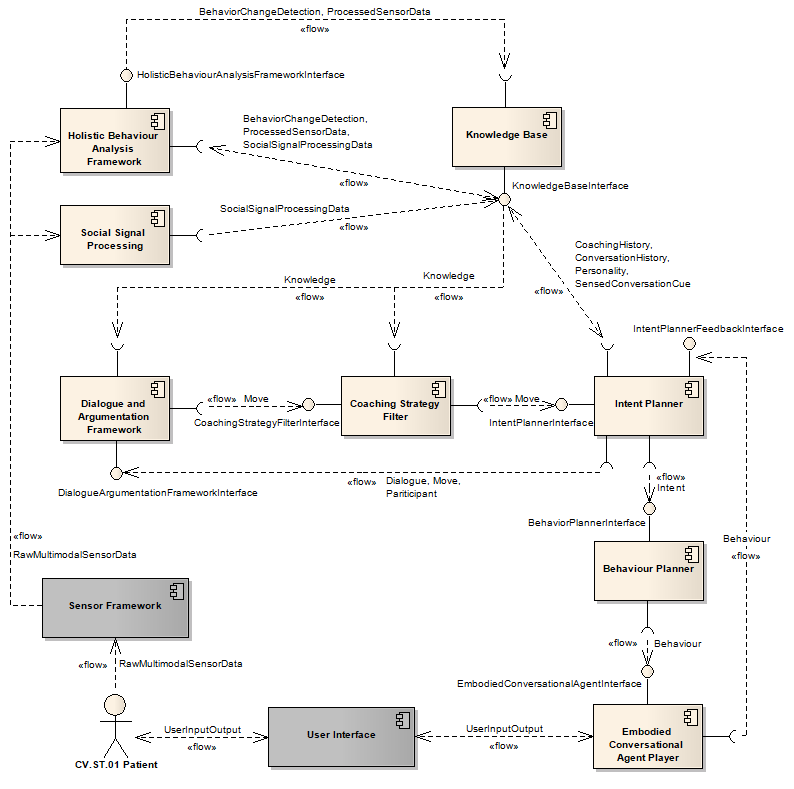 BehaviorChangeDetection, ProcessedSensorData
«flow»
HolisticBehaviourAnalysisFrameworkInterface
Holistic Behaviour
Analysis
Framework
BehaviorChangeDetection,
ProcessedSensorData,
SocialSignalProcessingData
«flow»
Knowledge Base
KnowledgeBaseInterface
Social Signal
Processing
SocialSignalProcessingData
«flow»
CoachingHistory,
ConversationHistory,
Personality,
SensedConversationCue
«flow»
Knowledge
«flow»
Knowledge
«flow»
IntentPlannerFeedbackInterface
Dialogue and
Argumentation
Framework
«flow» Move
CoachingStrategyFilterInterface
Coaching Strategy
Filter
«flow» Move
IntentPlannerInterface
Intent Planner
DialogueArgumentationFrameworkInterface
«flow» Dialogue, Move,
Pariticipant
«flow»
Intent
BehaviorPlannerInterface
Behaviour
«flow»
«flow»
RawMultimodalSensorData
Behaviour Planner
Sensor Framework
«flow» Behaviour
«flow» RawMultimodalSensorData
EmbodiedConversationalAgentInterface
UserInputOutput
«flow»
User Interface
UserInputOutput
«flow»
Embodied
Conversational
Agent Player
CV.ST.01 Patient